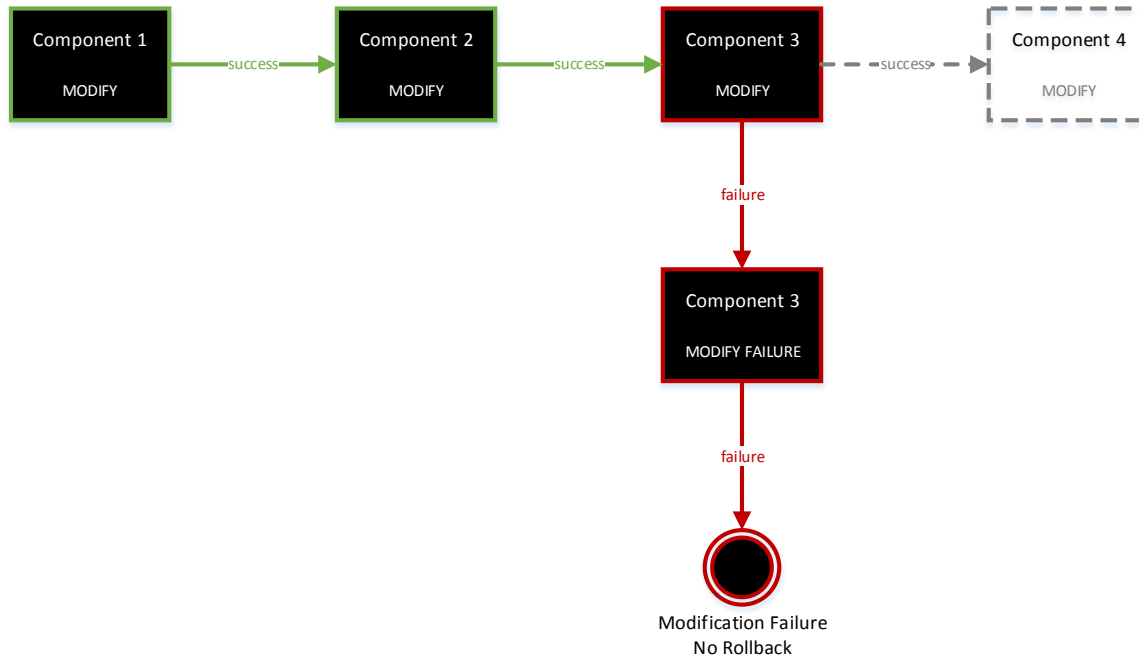 Component 1
MODIFY
success
Component 2
MODIFY
success
Component 3
MODIFY
success
Component 4
MODIFY
failure
Component 3
MODIFY FAILURE
failure
Modification Failure
No Rollback